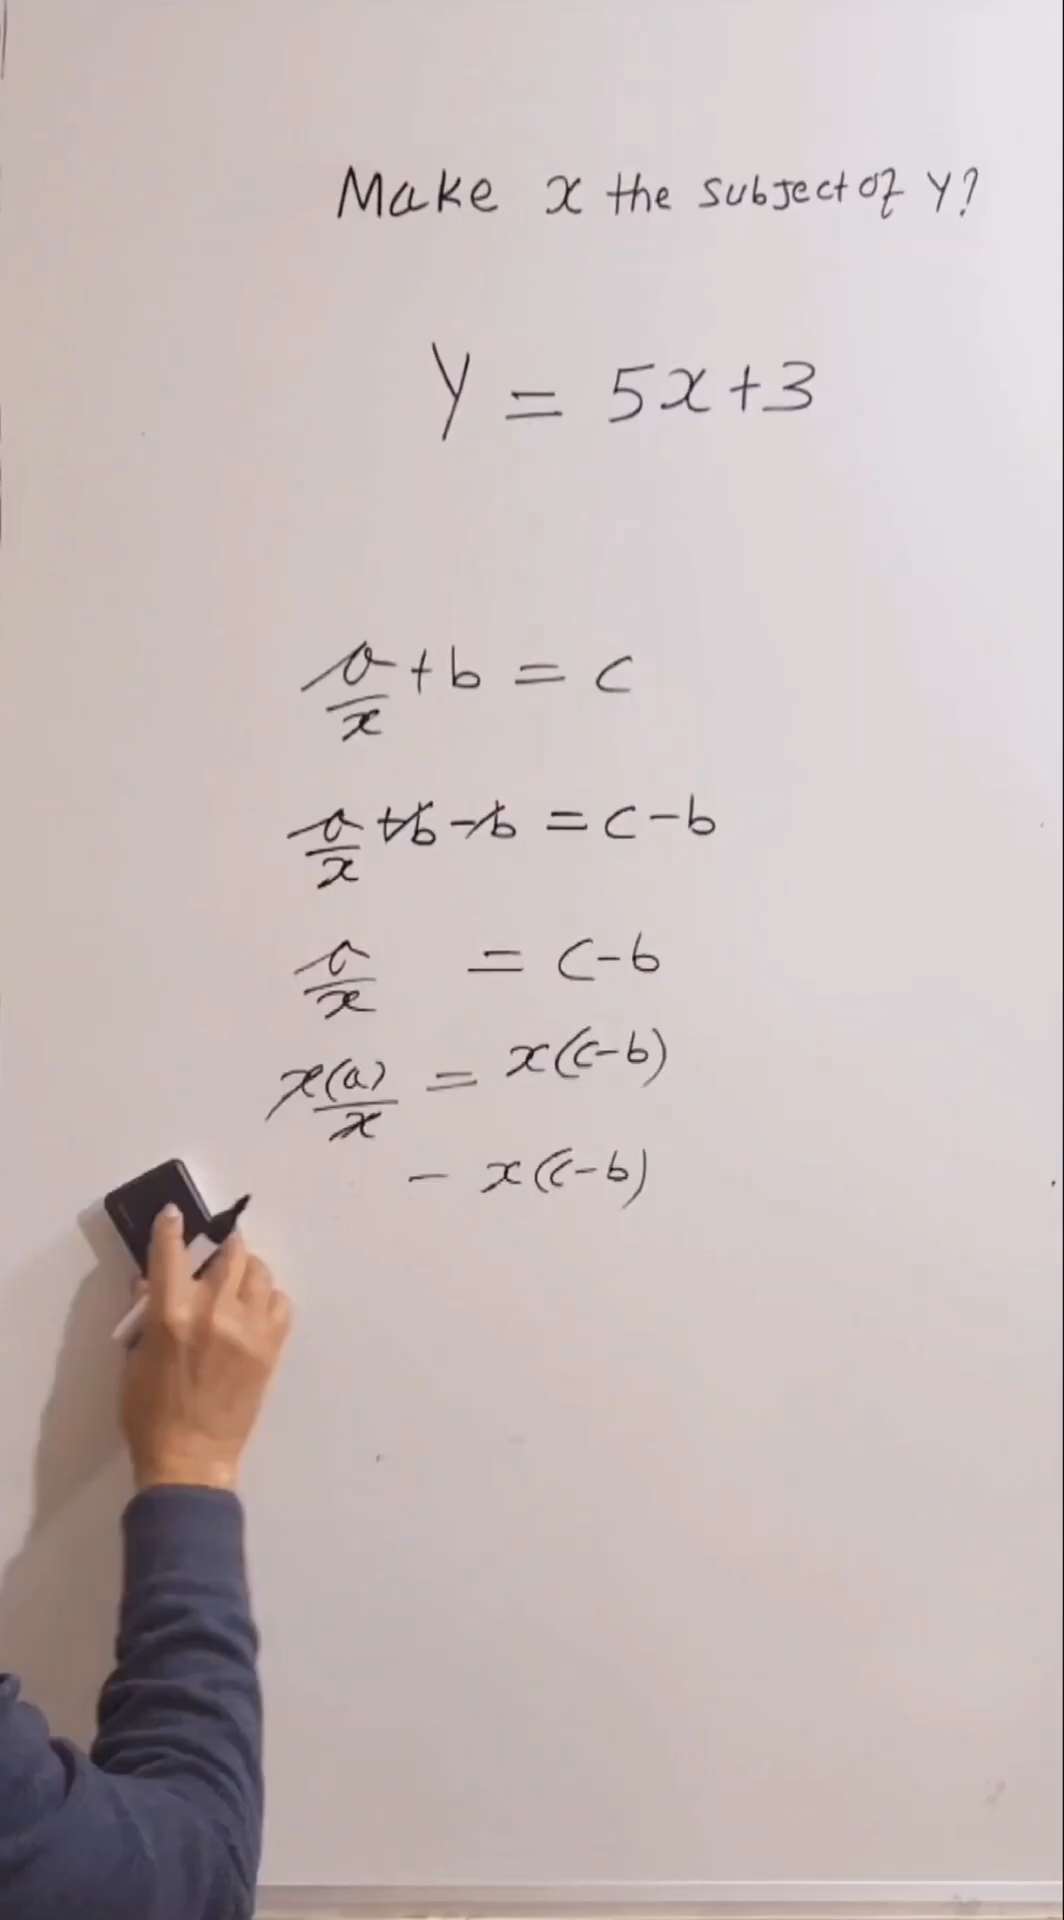 Make x the subject of Y?
Y = 5x+3
a/x + b = c
a/x + b - b = c - b
a/x = c - b
x(a)/x = x(c-b)
- x(c-b)